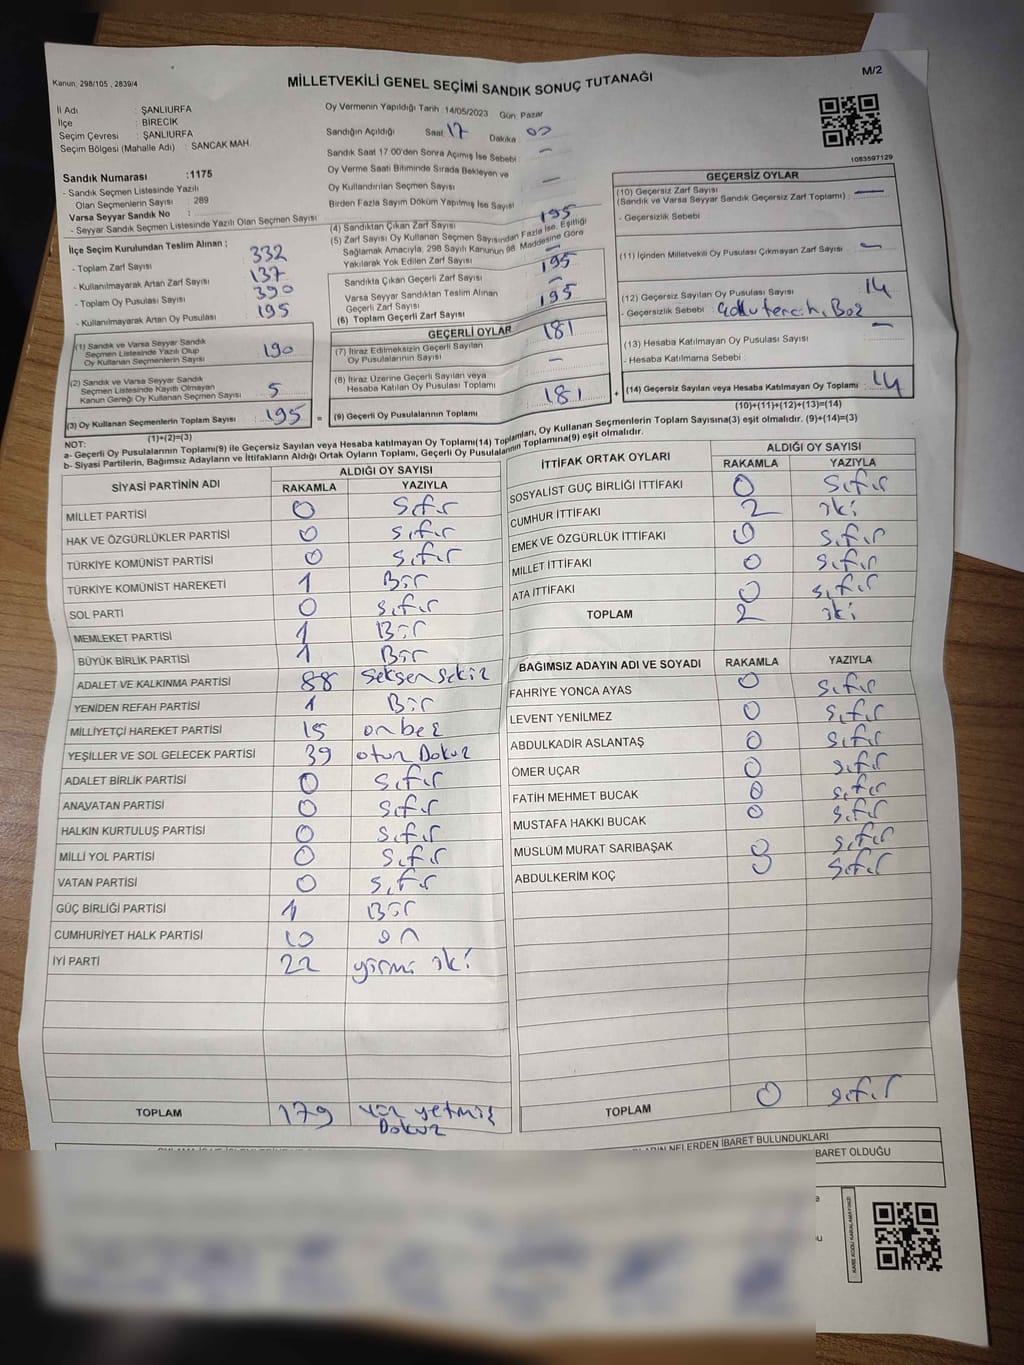 Kanun: 298/105 , 2839/4
MİLLETVEKİLİ GENEL SEÇİMİ SANDIK SONUÇ TUTANAĞI
M/2
İl Adı : ŞANLIURFA
İlçe : BİRECİK
Seçim Çevresi : ŞANLIURFA
Seçim Bölgesi (Mahalle Adı) : SANCAK MAH.
Oy Vermenin Yapıldığı Tarih :14/05/2023 Gün: Pazar
Sandığın Açıldığı Saat: 17 Dakika : 00
Sandık Saat 17:00'den Sonra Açımış İse Sebebi : -
Oy Verme Saati Bitiminde Sırada Bekleyen ve
Oy Kullandırılan Seçmen Sayısı : -
Birden Fazla Sayım Döküm Yapılmış İse Sayısı :
1083597129
Sandık Numarası :1175
- Sandık Seçmen Listesinde Yazılı
Olan Seçmenlerin Sayısı : 289
Varsa Seyyar Sandık No :
- Seyyar Sandık Seçmen Listesinde Yazılı Olan Seçmen Sayısı :
İlçe Seçim Kurulundan Teslim Alınan ;
- Toplam Zarf Sayısı : 332
- Kullanılmayarak Artan Zarf Sayısı : 137
- Toplam Oy Pusulası Sayısı : 390
- Kullanılmayarak Artan Oy Pusulası : 195
(1) Sandık ve Varsa Seyyar Sandık
Seçmen Listesinde Yazılı Olup
Oy Kullanan Seçmenlerin Sayısı : 190
(2) Sandık ve Varsa Seyyar Sandık
Seçmen Listesinde Kayıtlı Olmayan
Kanun Gereği Oy Kullanan Seçmen Sayısı : 5
(3) Oy Kullanan Seçmenlerin Toplam Sayısı : 195
(1)+(2)=(3)
(4) Sandıktan Çıkan Zarf Sayısı : 195
(5) Zarf Sayısı Oy Kullanan Seçmen Sayısından Fazla İse, Eşitliği
Sağlamak Amacıyla, 298 Sayılı Kanunun 98. Maddesine Göre
Yakılarak Yok Edilen Zarf Sayısı : -
Sandıkta Çıkan Geçerli Zarf Sayısı : 195
Varsa Seyyar Sandıktan Teslim Alınan
Geçerli Zarf Sayısı : -
(6) Toplam Geçerli Zarf Sayısı : 195
GEÇERLİ OYLAR
(7) İtiraz Edilmeksizin Geçerli Sayılan
Oy Pusulalarının Sayısı : 181
(8) İtiraz Üzerine Geçerli Sayılan veya
Hesaba Katılan Oy Pusulası Toplamı : -
= (9) Geçerli Oy Pusulalarının Toplamı : 181
GEÇERSİZ OYLAR
(10) Geçersiz Zarf Sayısı
(Sandık ve Varsa Seyyar Sandık Geçersiz Zarf Toplamı) : -
- Geçersizlik Sebebi :
(11) İçinden Milletvekili Oy Pusulası Çıkmayan Zarf Sayısı : -
(12) Geçersiz Sayılan Oy Pusulası Sayısı : 14
- Geçersizlik Sebebi : Boş
(13) Hesaba Katılmayan Oy Pusulası Sayısı : -
- Hesaba Katılmama Sebebi :
+ (14) Geçersiz Sayılan veya Hesaba Katılmayan Oy Toplamı : 14
(10)+(11)+(12)+(13)=(14)
NOT:
a- Geçerli Oy Pusulalarının Toplamı(9) ile Geçersiz Sayılan veya Hesaba katılmayan Oy Toplamı(14) Toplamları, Oy Kullanan Seçmenlerin Toplam Sayısına(3) eşit olmalıdır. (9)+(14)=(3)
b- Siyasi Partilerin, Bağımsız Adayların ve İttifakların Aldığı Ortak Oyların Toplamı, Geçerli Oy Pusulalarının Toplamına(9) eşit olmalıdır.
SİYASİ PARTİNİN ADI ALDIĞI OY SAYISI
RAKAMLA YAZIYLA
MİLLET PARTİSİ 0 Sıfır
HAK VE ÖZGÜRLÜKLER PARTİSİ 0 sıfır
TÜRKİYE KOMÜNİST PARTİSİ 0 sıfır
TÜRKİYE KOMÜNİST HAREKETİ 1 Bir
SOL PARTİ 0 sıfır
MEMLEKET PARTİSİ 1 Bir
BÜYÜK BİRLİK PARTİSİ 1 Bir
ADALET VE KALKINMA PARTİSİ 88 Seksen sekiz
YENİDEN REFAH PARTİSİ 1 Bir
MİLLİYETÇİ HAREKET PARTİSİ 15 on beş
YEŞİLLER VE SOL GELECEK PARTİSİ 39 otuz Dokuz
ADALET BİRLİK PARTİSİ 0 sıfır
ANAVATAN PARTİSİ 0 sıfır
HALKIN KURTULUŞ PARTİSİ 0 sıfır
MİLLİ YOL PARTİSİ 0 sıfır
VATAN PARTİSİ 0 sıfır
GÜÇ BİRLİĞİ PARTİSİ 1 Bir
CUMHURİYET HALK PARTİSİ 10 on
İYİ PARTİ 22 yirmi iki
TOPLAM 179 Yüz yetmiş
Dokuz
İTTİFAK ORTAK OYLARI ALDIĞI OY SAYISI
RAKAMLA YAZIYLA
SOSYALİST GÜÇ BİRLİĞİ İTTİFAKI 0 Sıfır
CUMHUR İTTİFAKI 2 iki
EMEK VE ÖZGÜRLÜK İTTİFAKI 0 sıfır
MİLLET İTTİFAKI 0 sıfır
ATA İTTİFAKI 0 sıfır
TOPLAM 2 iki
BAĞIMSIZ ADAYIN ADI VE SOYADI RAKAMLA YAZIYLA
FAHRİYE YONCA AYAS 0 sıfır
LEVENT YENİLMEZ 0 sıfır
ABDULKADİR ASLANTAŞ 0 sıfır
ÖMER UÇAR 0 sıfır
FATİH MEHMET BUCAK 0 sıfır
MUSTAFA HAKKI BUCAK 0 sıfır
MÜSLÜM MURAT SARIBAŞAK 0 sıfır
ABDULKERİM KOÇ 0 sıfır
TOPLAM 0 sıfır
NELERDEN İBARET BULUNDUKLARI
BARET OLDUĞU